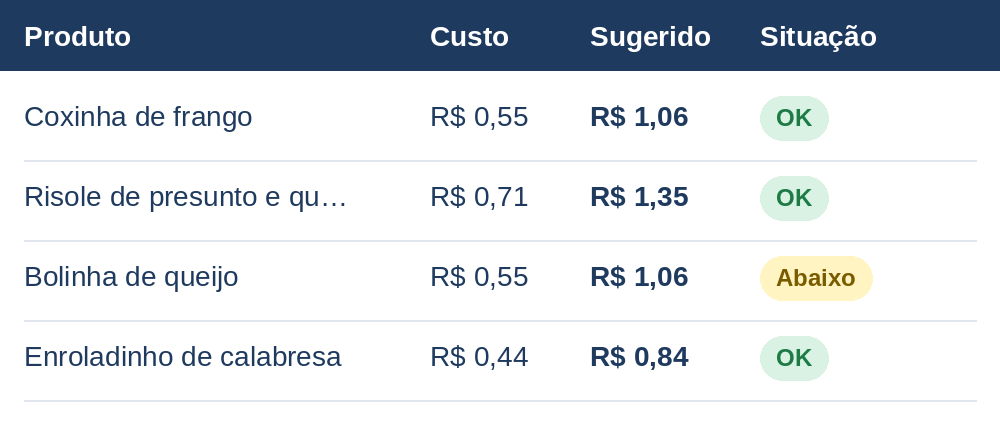 Produto Custo Sugerido Situação
Coxinha de frango R$ 0,55 R$ 1,06 OK
Risole de presunto e qu… R$ 0,71 R$ 1,35 OK
Bolinha de queijo R$ 0,55 R$ 1,06 Abaixo
Enroladinho de calabresa R$ 0,44 R$ 0,84 OK